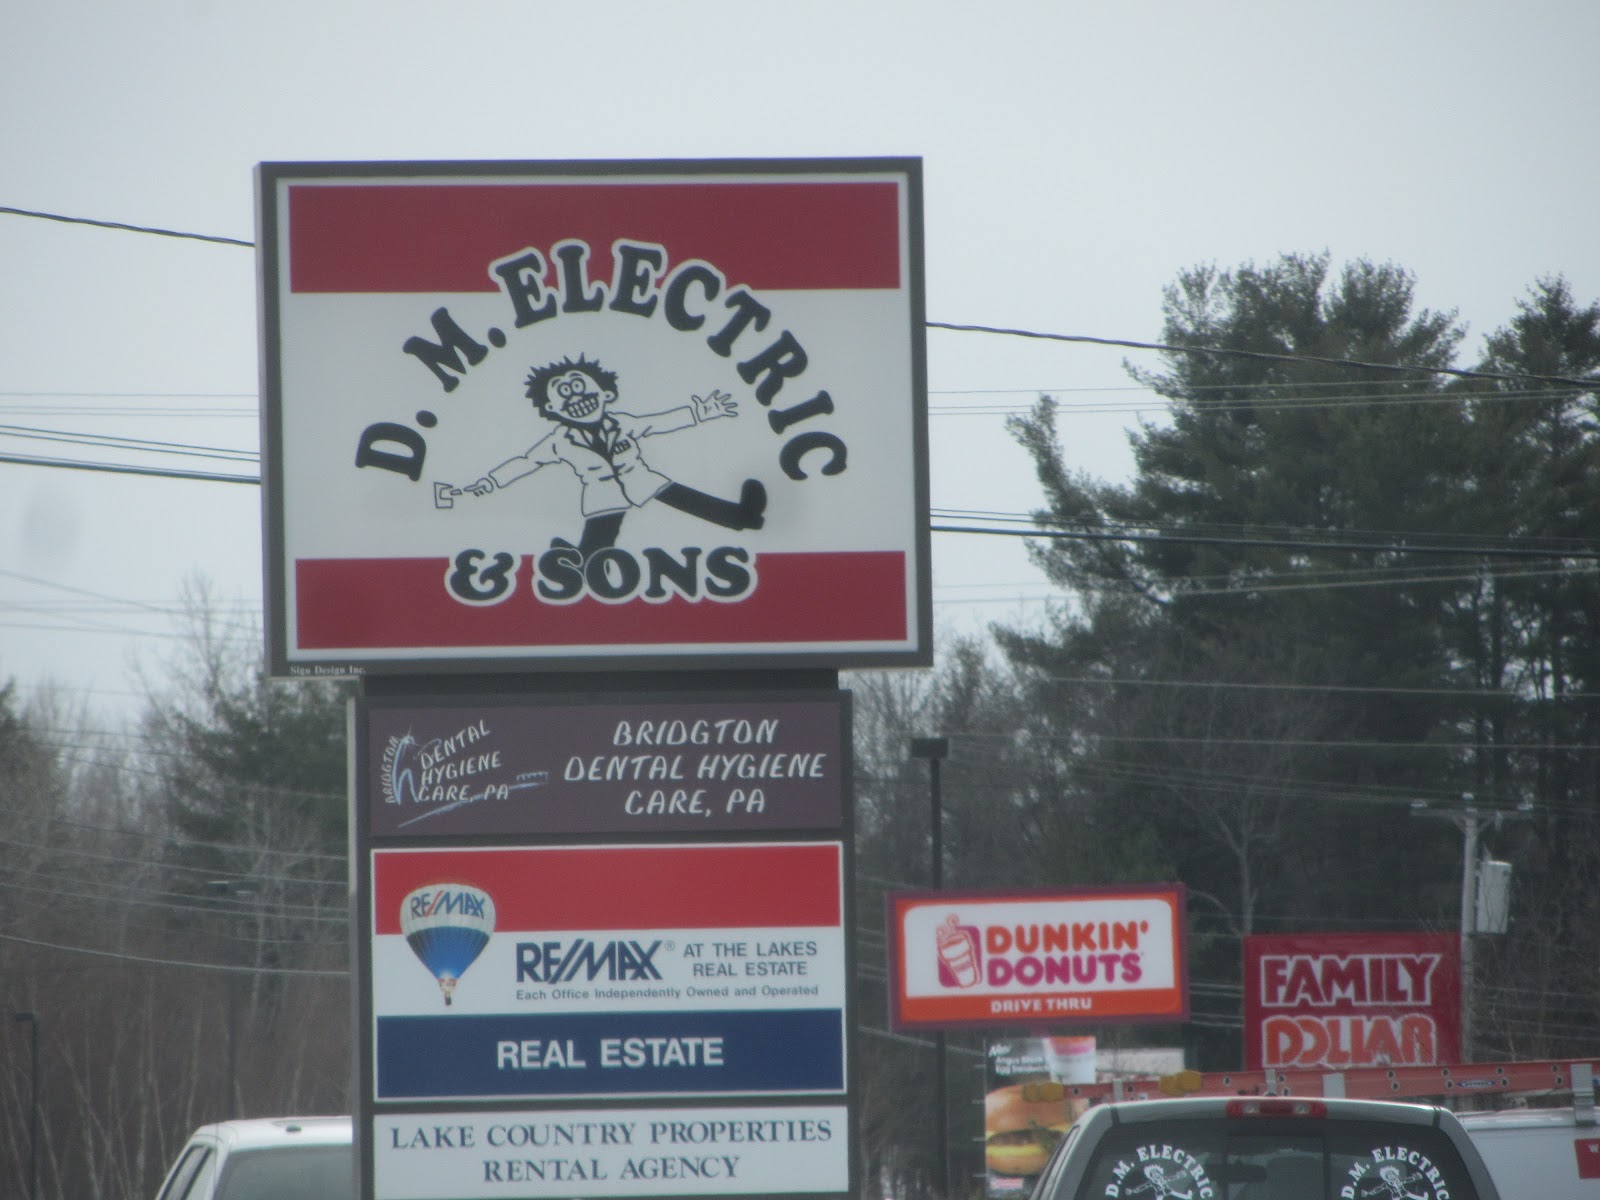 D. M. ELECTRIC
& SONS
Sign Design Inc.
BRIDGTON
DENTAL
HYGIENE
CARE, PA
BRIDGTON
DENTAL HYGIENE
CARE, PA
RE/MAX
RE/MAX® AT THE LAKES
REAL ESTATE
Each Office Independently Owned and Operated
REAL ESTATE
LAKE COUNTRY PROPERTIES
RENTAL AGENCY
DUNKIN'
DONUTS
DRIVE THRU
FAMILY
DOLLAR
D.M. ELECTRIC
D.M. ELECTRIC